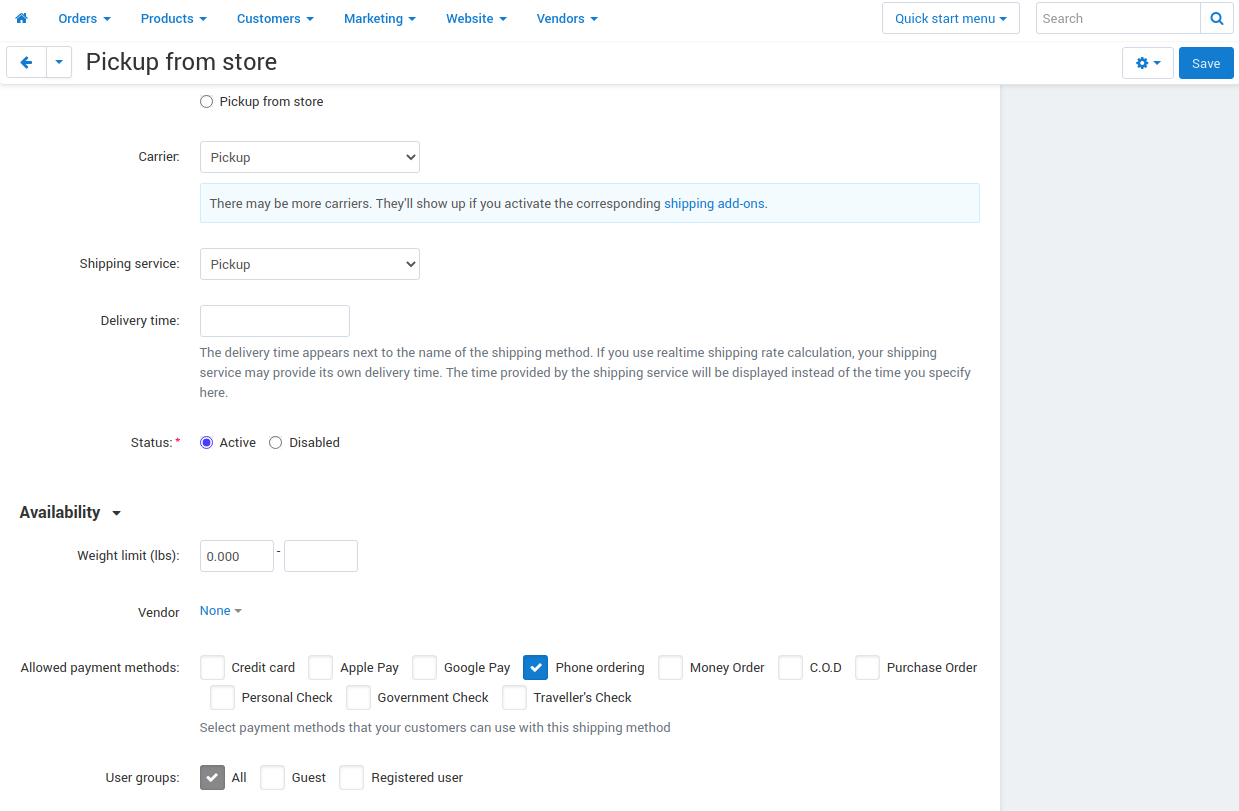 Orders Products Customers Marketing Website Vendors Quick start menu Search
Pickup from store Save
Pickup from store
Carrier: Pickup
There may be more carriers. They'll show up if you activate the corresponding shipping add-ons.
Shipping service: Pickup
Delivery time:
The delivery time appears next to the name of the shipping method. If you use realtime shipping rate calculation, your shipping
service may provide its own delivery time. The time provided by the shipping service will be displayed instead of the time you specify
here.
Status: * Active Disabled
Availability
Weight limit (lbs): 0.000 -
Vendor None
Allowed payment methods: Credit card Apple Pay Google Pay Phone ordering Money Order C.O.D Purchase Order
Personal Check Government Check Traveller's Check
Select payment methods that your customers can use with this shipping method
User groups: All Guest Registered user